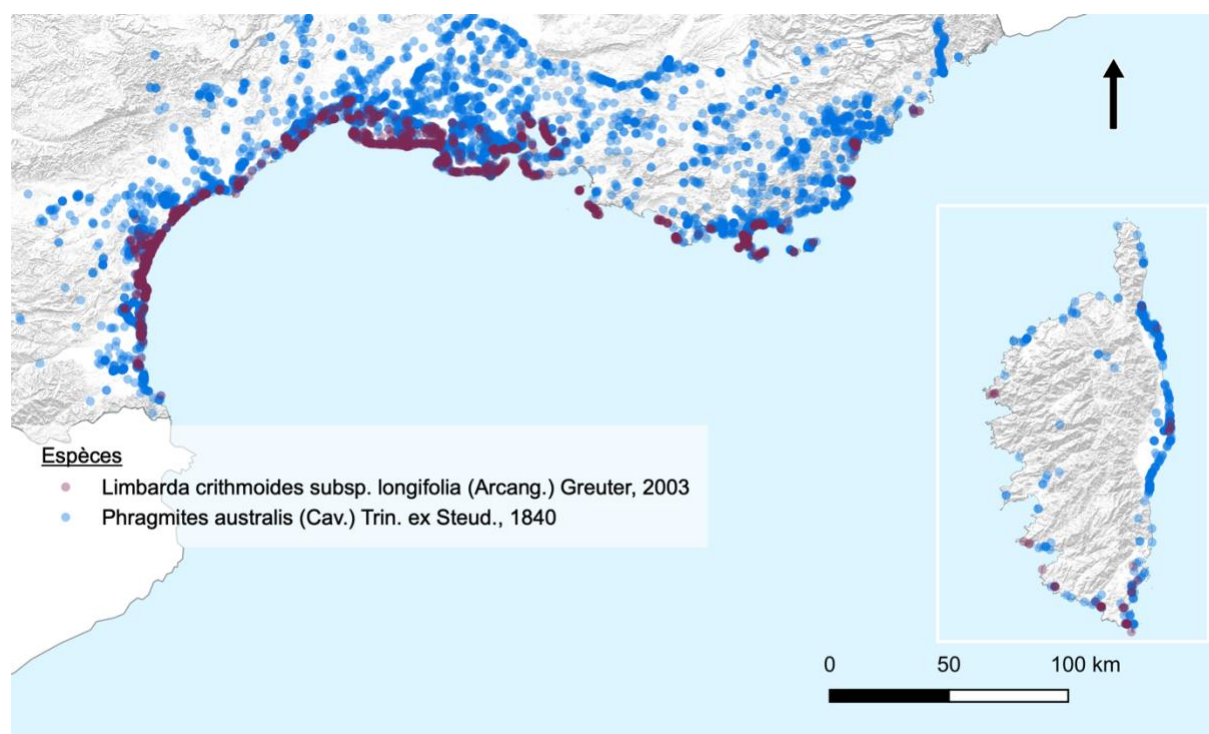 Espèces
Limbarda crithmoides subsp. longifolia (Arcang.) Greuter, 2003
Phragmites australis (Cav.) Trin. ex Steud., 1840
0 50 100 km